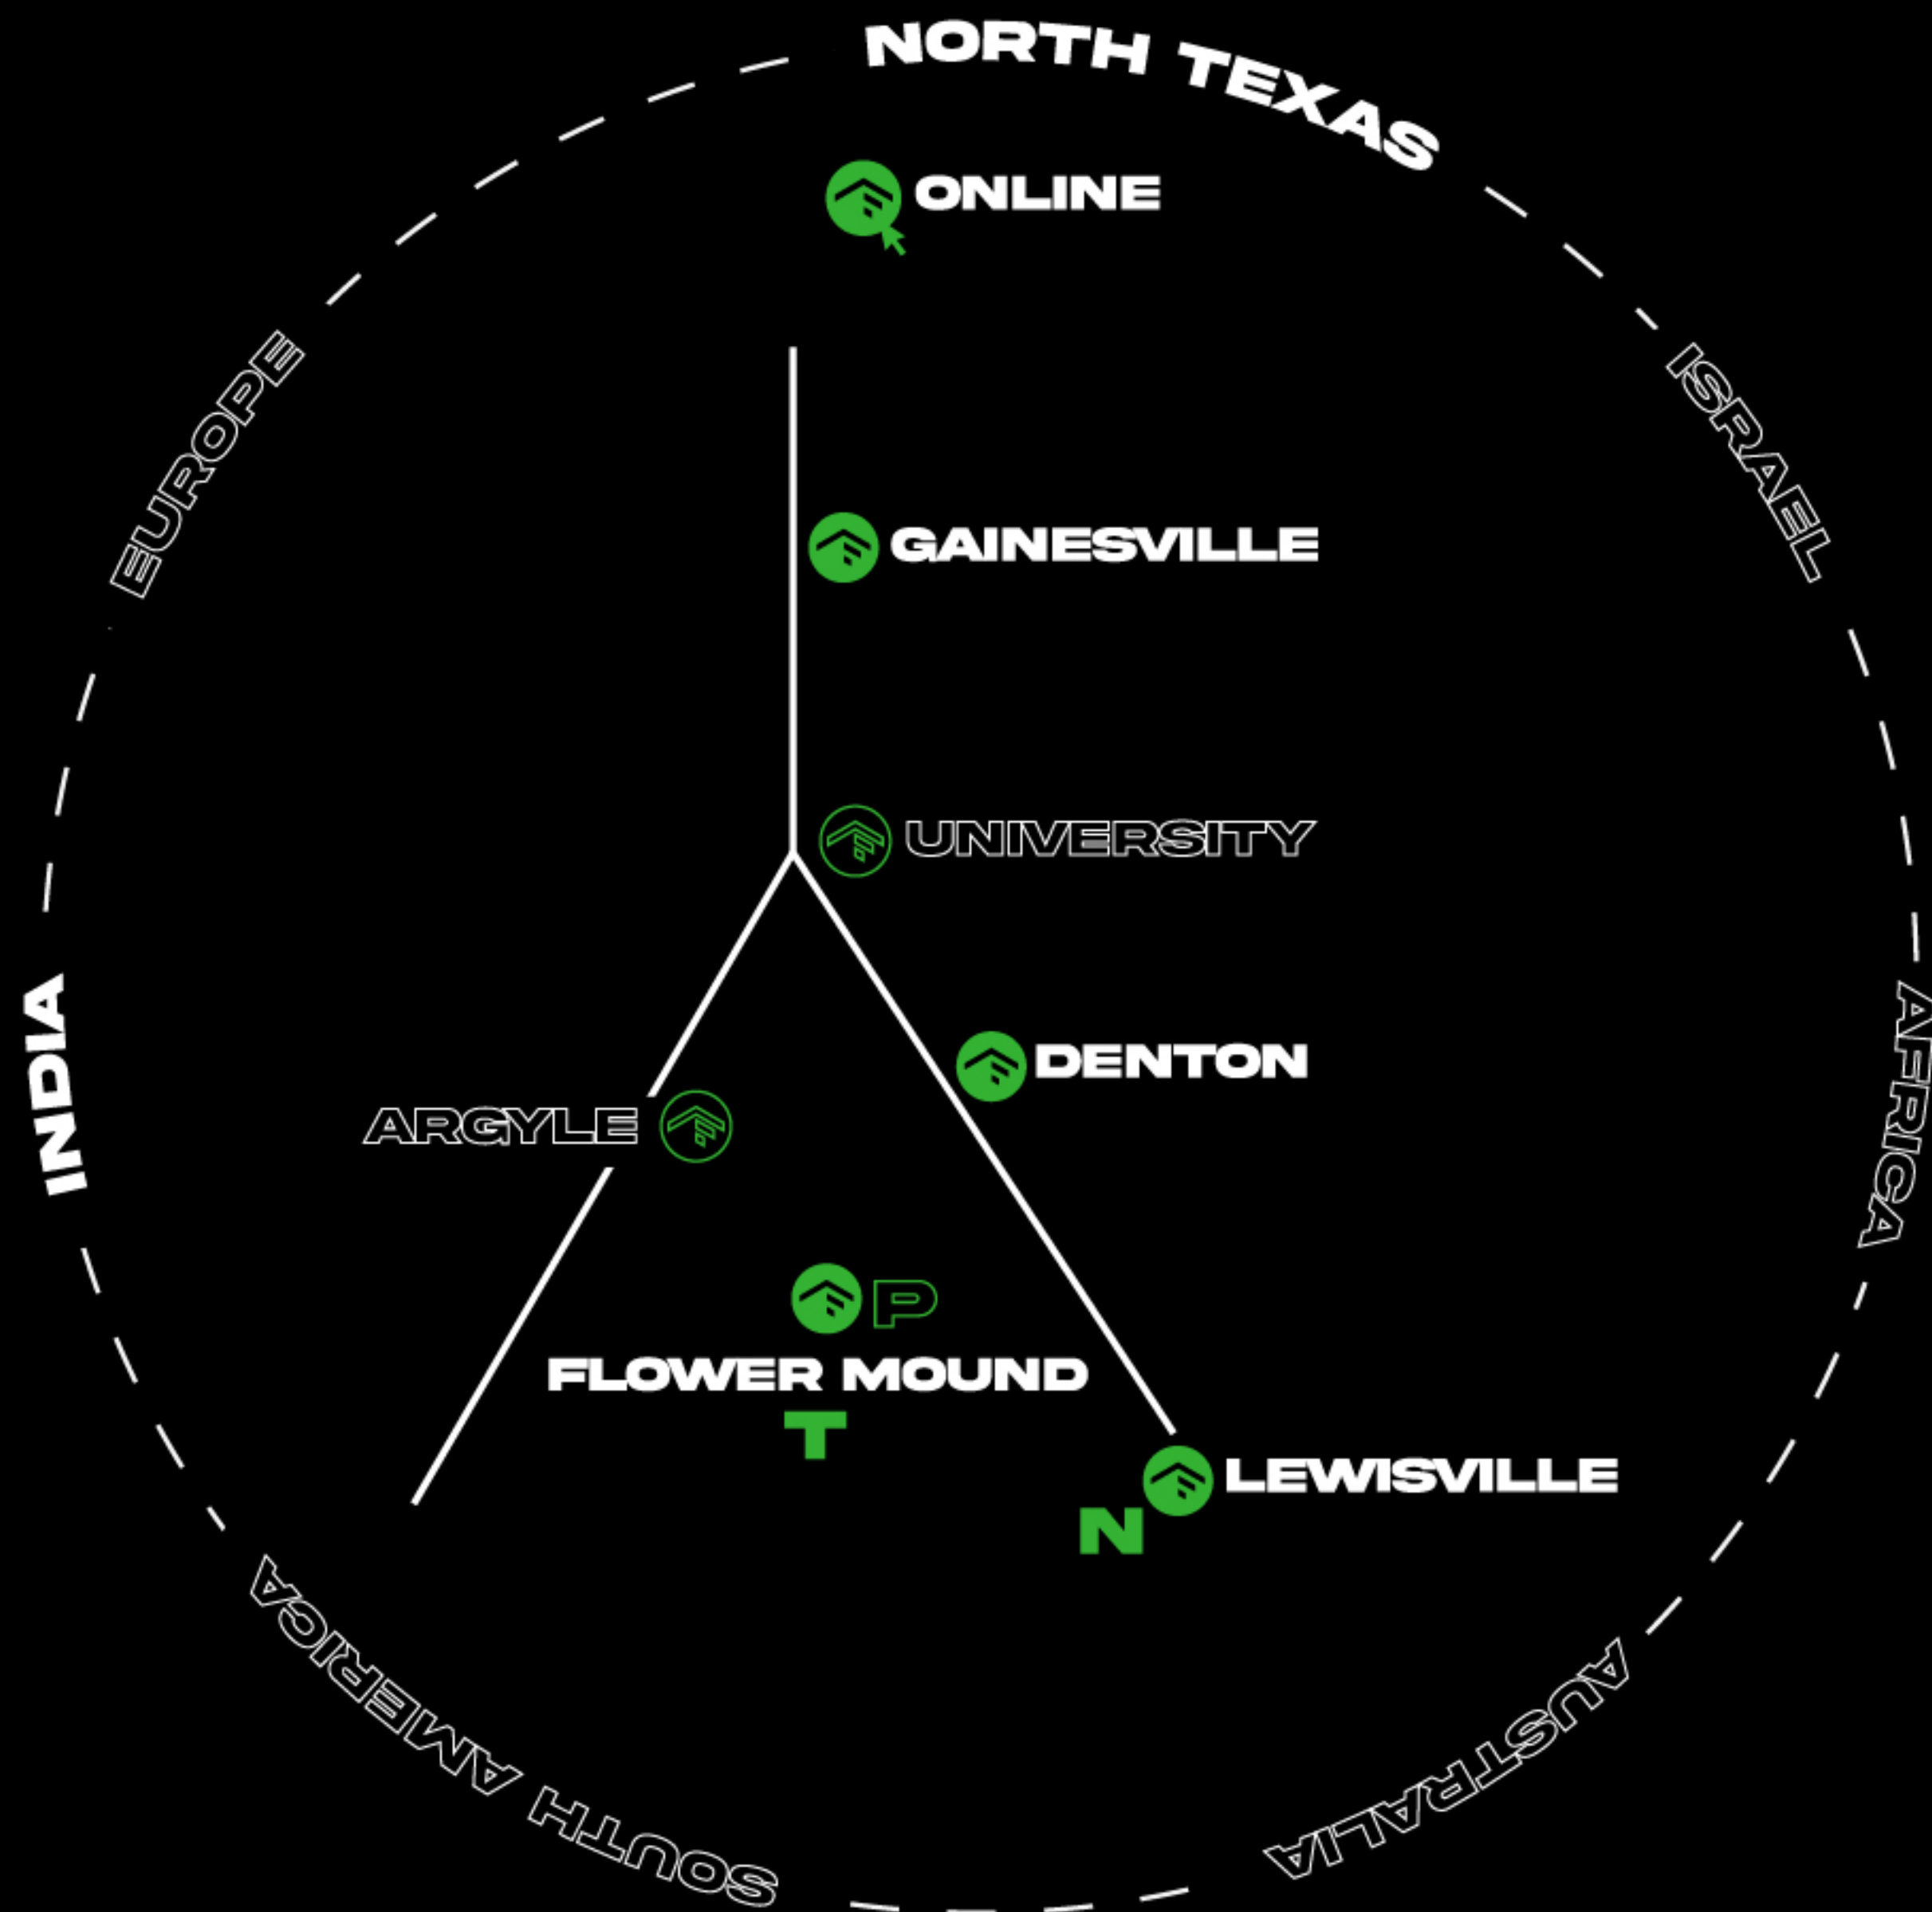 NORTH TEXAS
ONLINE
EUROPE
ISRAEL
GAINESVILLE
UNIVERSITY
INDIA
AFRICA
DENTON
ARGYLE
P
FLOWER MOUND
T
LEWISVILLE
N
SOUTH AMERICA
AUSTRALIA